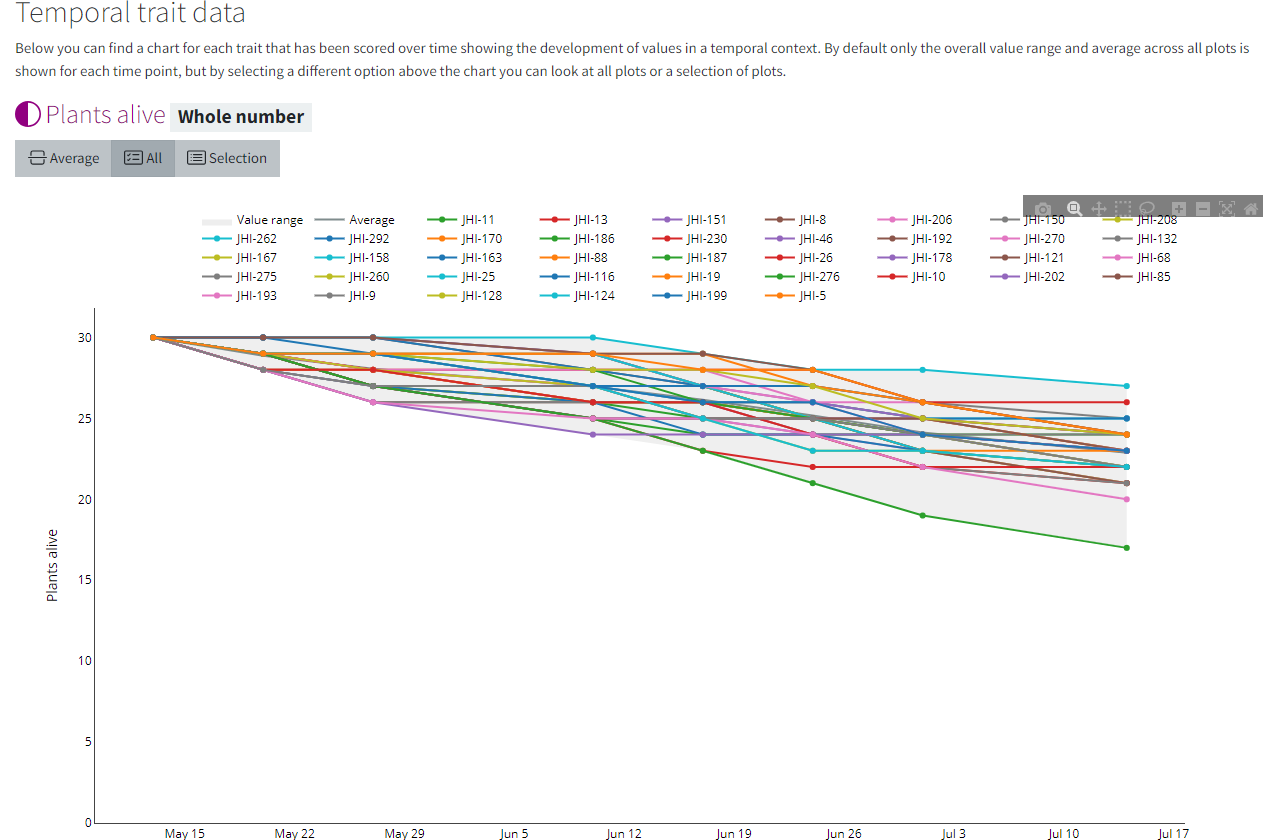 Temporal trait data
Below you can find a chart for each trait that has been scored over time showing the development of values in a temporal context. By default only the overall value range and average across all plots is
shown for each time point, but by selecting a different option above the chart you can look at all plots or a selection of plots.
Plants alive Whole number
Average All Selection
Value range Average JHI-11 JHI-13 JHI-151 JHI-8 JHI-206 JHI-150 JHI-208
JHI-262 JHI-292 JHI-170 JHI-186 JHI-230 JHI-46 JHI-192 JHI-270 JHI-132
JHI-167 JHI-158 JHI-163 JHI-88 JHI-187 JHI-26 JHI-178 JHI-121 JHI-68
JHI-275 JHI-260 JHI-25 JHI-116 JHI-19 JHI-276 JHI-10 JHI-202 JHI-85
JHI-193 JHI-9 JHI-128 JHI-124 JHI-199 JHI-5
30
25
20
15
10
5
0
Plants alive
May 15 May 22 May 29 Jun 5 Jun 12 Jun 19 Jun 26 Jul 3 Jul 10 Jul 17